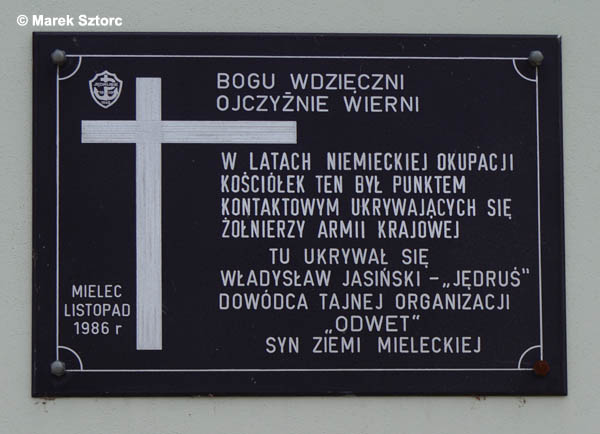 © Marek Sztorc
BOGU WDZIĘCZNI
OJCZYŹNIE WIERNI
W LATACH NIEMIECKIEJ OKUPACJI
KOŚCIÓŁEK TEN BYŁ PUNKTEM
KONTAKTOWYM UKRYWAJĄCYCH SIĘ
ŻOŁNIERZY ARMII KRAJOWEJ
TU UKRYWAŁ SIĘ
WŁADYSŁAW JASIŃSKI – „JĘDRUŚ"
DOWÓDCA TAJNEJ ORGANIZACJI
„ODWET"
SYN ZIEMI MIELECKIEJ
MIELEC
LISTOPAD
1986 r